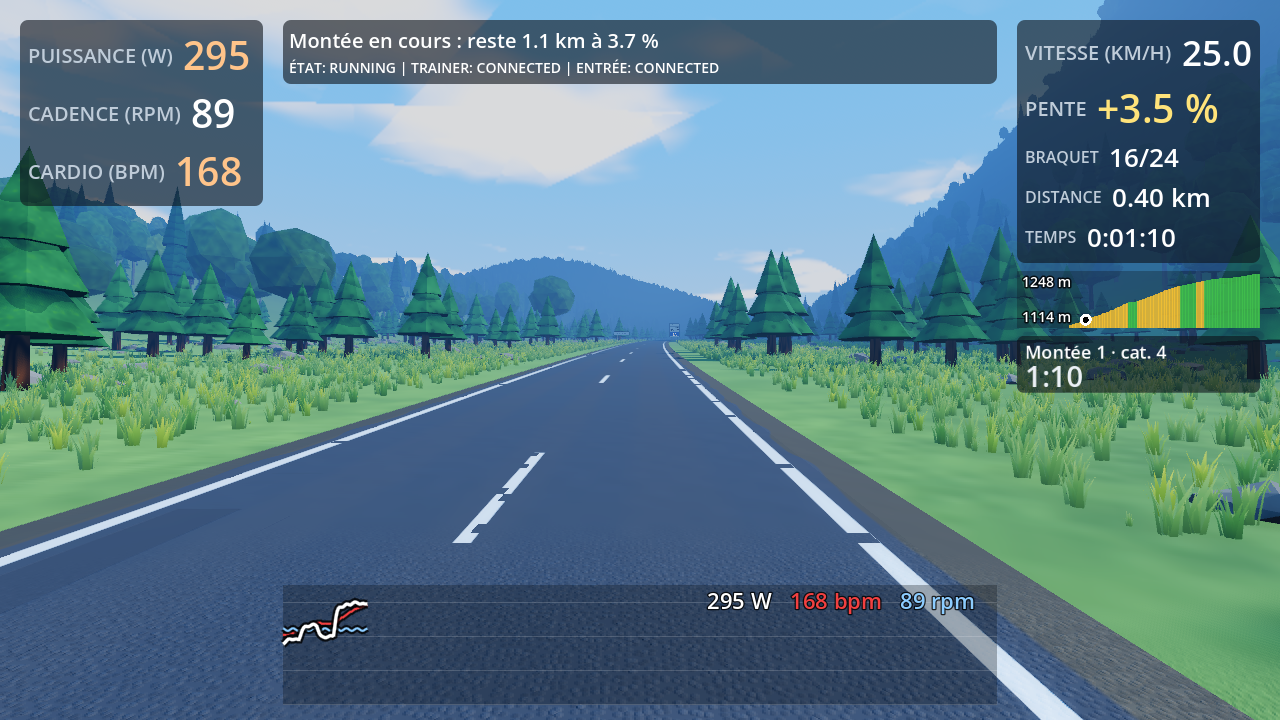 PUISSANCE (W) 295
CADENCE (RPM) 89
CARDIO (BPM) 168
Montée en cours : reste 1.1 km à 3.7 %
ÉTAT: RUNNING | TRAINER: CONNECTED | ENTRÉE: CONNECTED
VITESSE (KM/H) 25.0
PENTE +3.5 %
BRAQUET 16/24
DISTANCE 0.40 km
TEMPS 0:01:10
1248 m
1114 m
Montée 1 · cat. 4
1:10
295 W 168 bpm 89 rpm